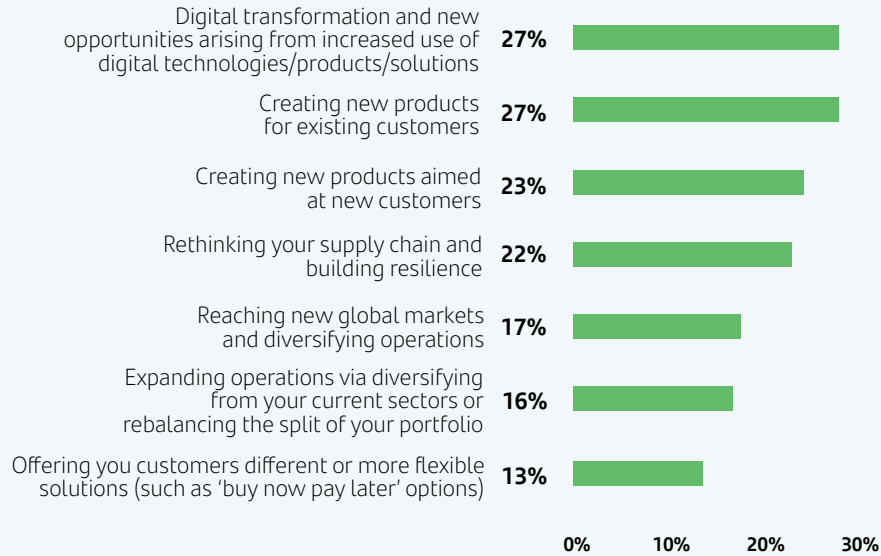 Digital transformation and new
opportunities arising from increased use of
digital technologies/products/solutions
27%
Creating new products
for existing customers
27%
Creating new products aimed
at new customers
23%
Rethinking your supply chain and
building resilience
22%
Reaching new global markets
and diversifying operations
17%
Expanding operations via diversifying
from your current sectors or
rebalancing the split of your portfolio
16%
Offering you customers different or more flexible
solutions (such as ‘buy now pay later’ options)
13%
0% 10% 20% 30%